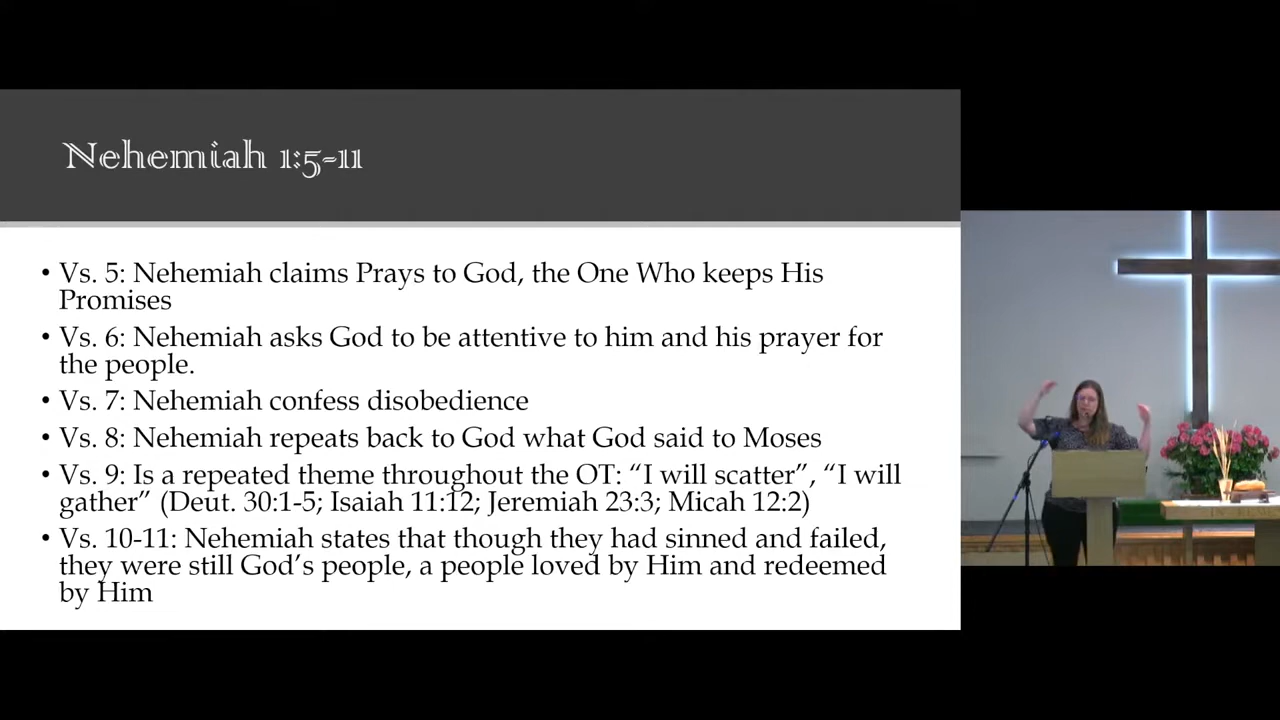 Nehemiah 1:5-11
• Vs. 5: Nehemiah claims Prays to God, the One Who keeps His
Promises
• Vs. 6: Nehemiah asks God to be attentive to him and his prayer for
the people.
• Vs. 7: Nehemiah confess disobedience
• Vs. 8: Nehemiah repeats back to God what God said to Moses
• Vs. 9: Is a repeated theme throughout the OT: “I will scatter”, “I will
gather” (Deut. 30:1-5; Isaiah 11:12; Jeremiah 23:3; Micah 12:2)
• Vs. 10-11: Nehemiah states that though they had sinned and failed,
they were still God’s people, a people loved by Him and redeemed
by Him